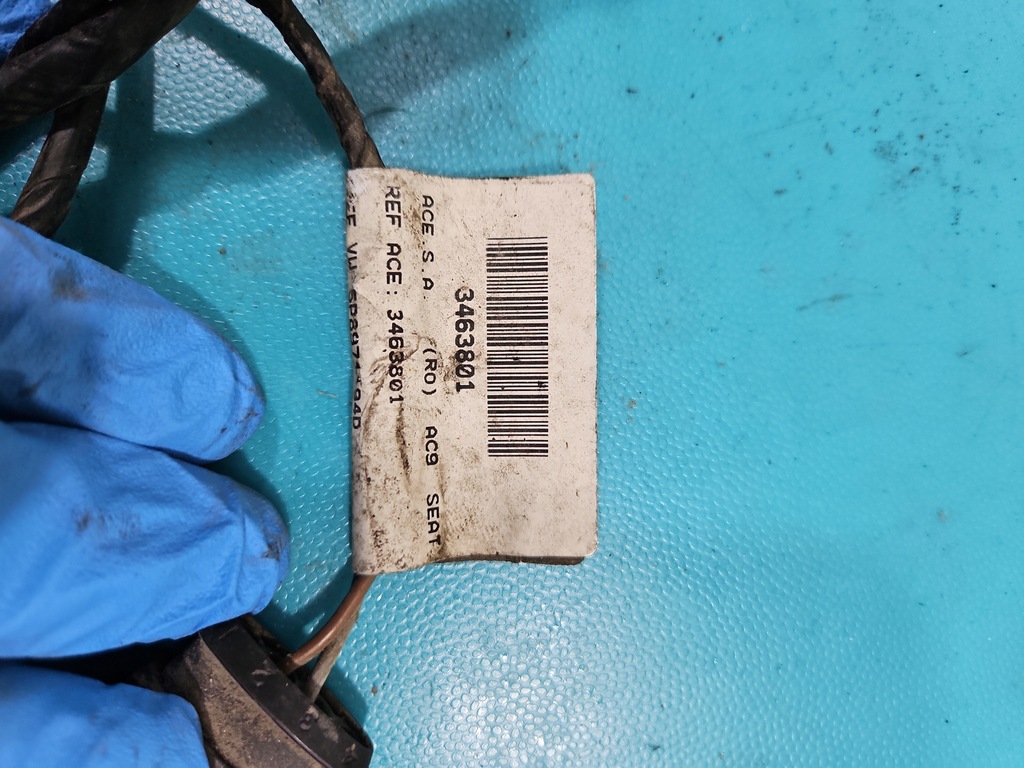 3463801
ACE S.A. (RO) AC9 SEAT
REF ACE: 3463801